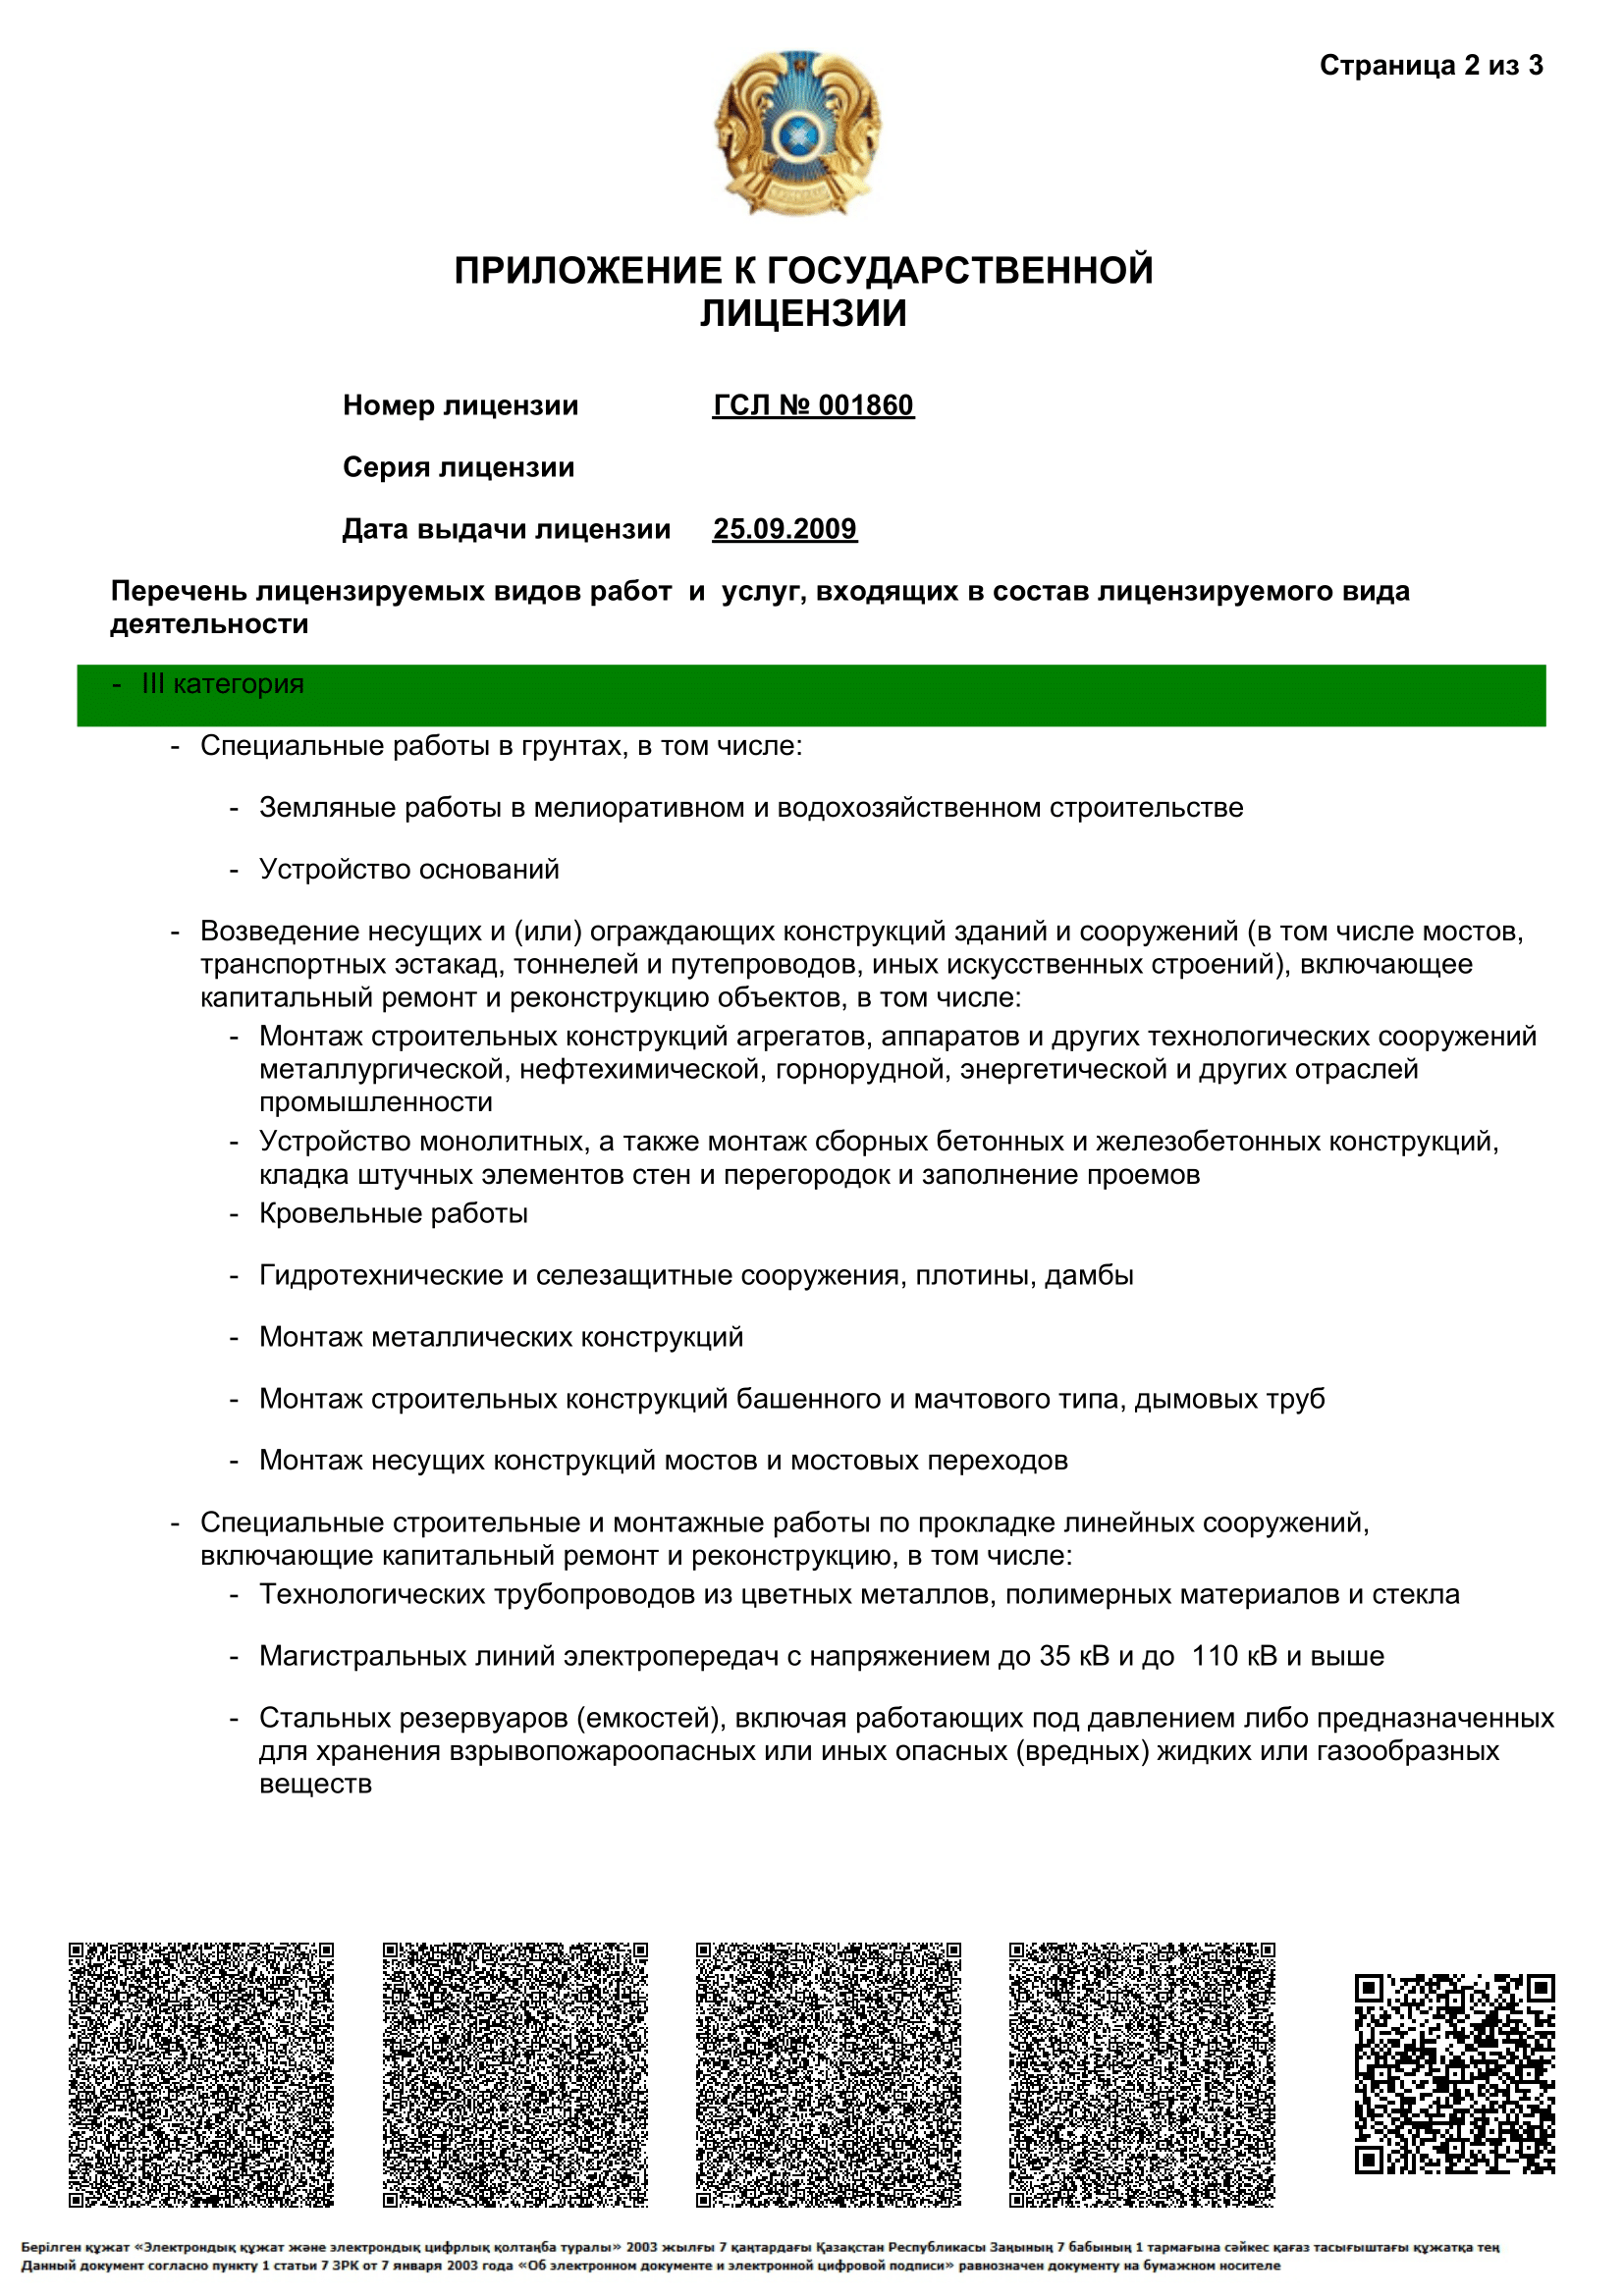 Страница 2 из 3
ПРИЛОЖЕНИЕ К ГОСУДАРСТВЕННОЙ
ЛИЦЕНЗИИ
Номер лицензии ГСЛ № 001860
Серия лицензии
Дата выдачи лицензии 25.09.2009
Перечень лицензируемых видов работ и услуг, входящих в состав лицензируемого вида
деятельности
- III категория
- Специальные работы в грунтах, в том числе:
- Земляные работы в мелиоративном и водохозяйственном строительстве
- Устройство оснований
- Возведение несущих и (или) ограждающих конструкций зданий и сооружений (в том числе мостов,
транспортных эстакад, тоннелей и путепроводов, иных искусственных строений), включающее
капитальный ремонт и реконструкцию объектов, в том числе:
- Монтаж строительных конструкций агрегатов, аппаратов и других технологических сооружений
металлургической, нефтехимической, горнорудной, энергетической и других отраслей
промышленности
- Устройство монолитных, а также монтаж сборных бетонных и железобетонных конструкций,
кладка штучных элементов стен и перегородок и заполнение проемов
- Кровельные работы
- Гидротехнические и селезащитные сооружения, плотины, дамбы
- Монтаж металлических конструкций
- Монтаж строительных конструкций башенного и мачтового типа, дымовых труб
- Монтаж несущих конструкций мостов и мостовых переходов
- Специальные строительные и монтажные работы по прокладке линейных сооружений,
включающие капитальный ремонт и реконструкцию, в том числе:
- Технологических трубопроводов из цветных металлов, полимерных материалов и стекла
- Магистральных линий электропередач с напряжением до 35 кВ и до 110 кВ и выше
- Стальных резервуаров (емкостей), включая работающих под давлением либо предназначенных
для хранения взрывопожароопасных или иных опасных (вредных) жидких или газообразных
веществ
Берілген құжат «Электрондық құжат және электрондық цифрлық қолтаңба туралы» 2003 жылғы 7 қаңтардағы Қазақстан Республикасы Заңының 7 бабының 1 тармағына сәйкес қағаз тасығыштағы құжатқа тең
Данный документ согласно пункту 1 статьи 7 ЗРК от 7 января 2003 года «Об электронном документе и электронной цифровой подписи» равнозначен документу на бумажном носителе